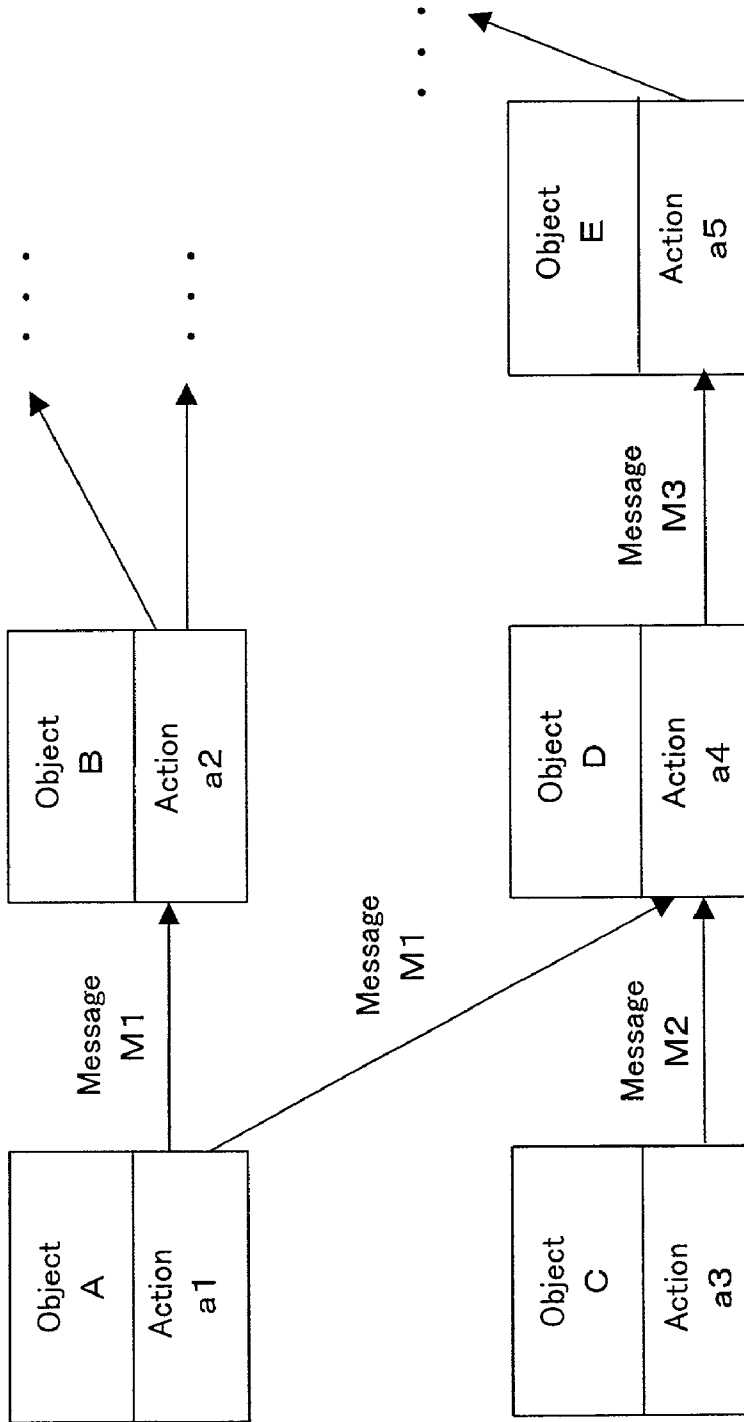 Object
A
Action
a1
Message
M1
Object
B
Action
a2
• • •
• • •
Message
M1
Object
C
Action
a3
Message
M2
Object
D
Action
a4
Message
M3
Object
E
Action
a5
• • •